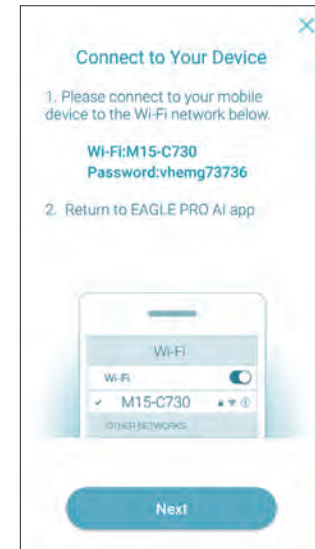 Connect to Your Device
1. Please connect to your mobile
device to the Wi-Fi network below.
Wi-Fi:M15-C730
Password:vhemg73736
2. Return to EAGLE PRO AI app
Wi-Fi
Wi-Fi
M15-C730
OTHER NETWORKS
Next